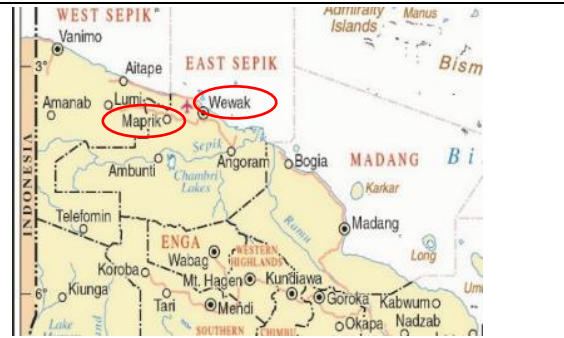 WEST SEPIK
Admiralty Manus
Islands
Vanimo
3°
Aitape
EAST SEPIK
Bism
Amanab
Lumi
Wewak
Maprik
Sepik
Angoram
Bogia
MADANG
Bi
Ambunti
Chambri
Lakes
Karkar
INDONESIA
Telefomin
Ramu
Madang
ENGA
WESTERN
HIGHLANDS
Wabag
Long
Koroba
Mt. Hagen
Kundiawa
6°
Kiunga
Tari
Mendi
Goroka
Kabwum
Um
Lake
SOUTHERN
CHIMBU
Okapa
Nadzab